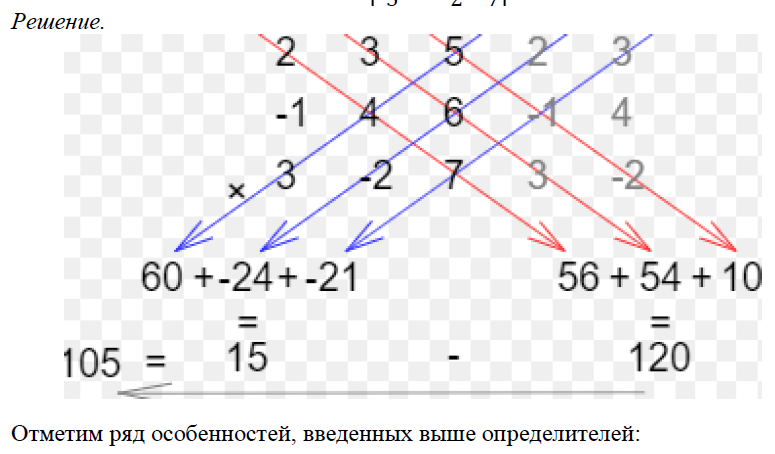 Решение.
2 3 5 2 3
-1 4 6 -1 4
× 3 -2 7 3 -2
60 + -24 + -21 56 + 54 + 10
= =
105 = 15 - 120
Отметим ряд особенностей, введенных выше определителей: